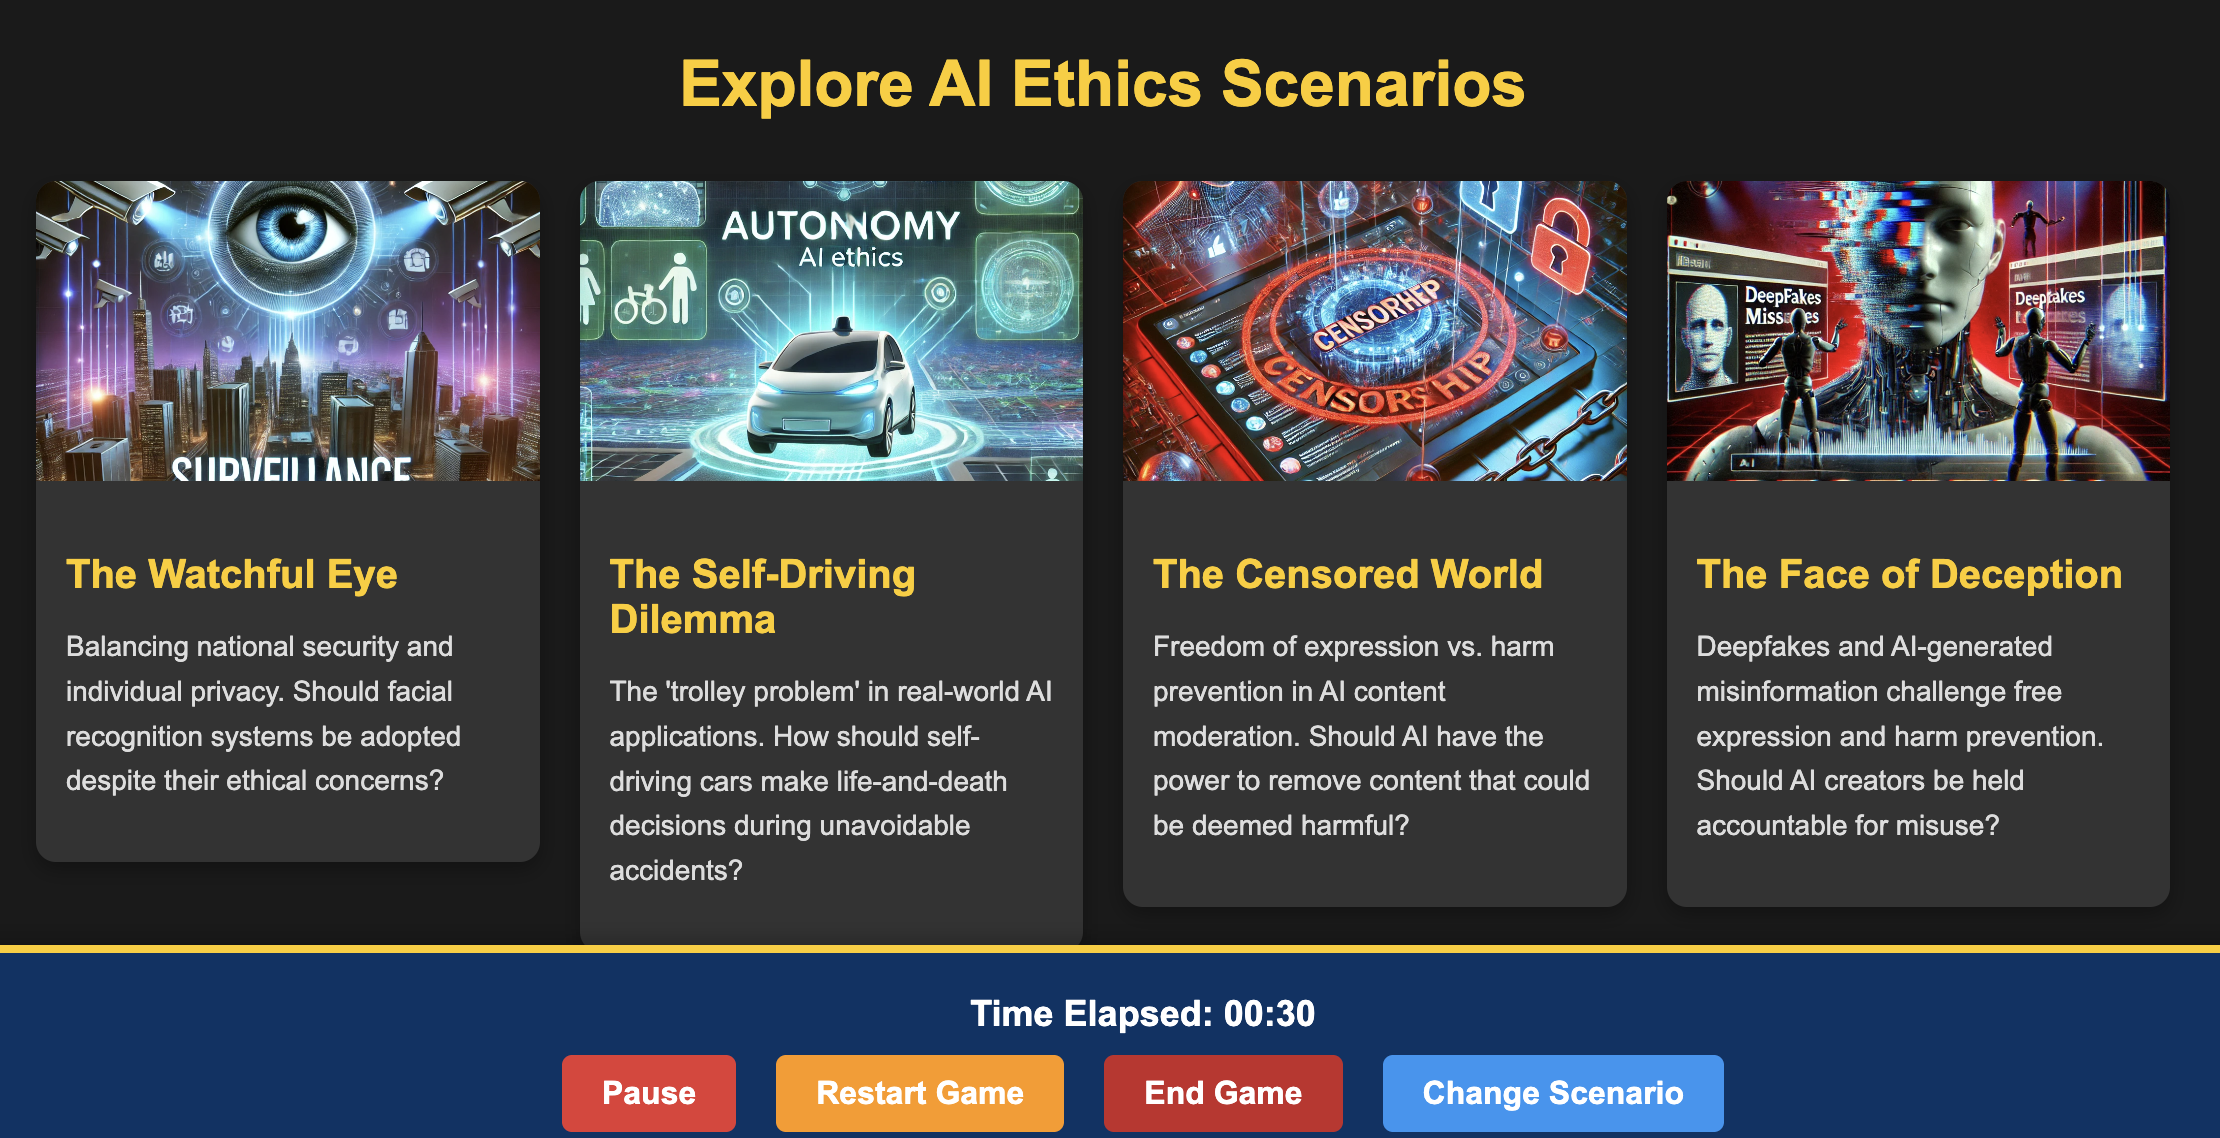 Explore AI Ethics Scenarios
SURVEILLANCE
AUTONOMY
AI ethics
CENSORHEP
CENSORSHIP
DeepFakes
Deepfakes
AI
The Watchful Eye
Balancing national security and
individual privacy. Should facial
recognition systems be adopted
despite their ethical concerns?
The Self-Driving
Dilemma
The 'trolley problem' in real-world AI
applications. How should self-
driving cars make life-and-death
decisions during unavoidable
accidents?
The Censored World
Freedom of expression vs. harm
prevention in AI content
moderation. Should AI have the
power to remove content that could
be deemed harmful?
The Face of Deception
Deepfakes and AI-generated
misinformation challenge free
expression and harm prevention.
Should AI creators be held
accountable for misuse?
Time Elapsed: 00:30
Pause
Restart Game
End Game
Change Scenario